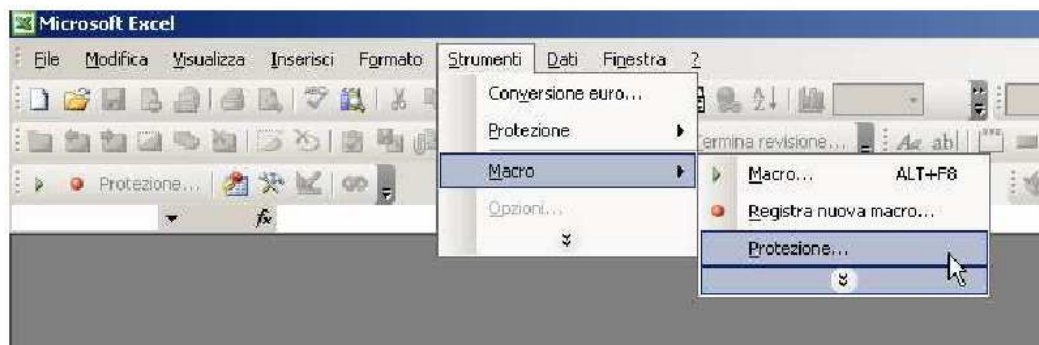 Microsoft Excel
File Modifica Visualizza Inserisci Formato Strumenti Dati Finestra ?
Conversione euro...
Protezione
ermina revisione...
Protezione...
Macro
Macro... ALT+F8
Opzioni...
Registra nuova macro...
Protezione...